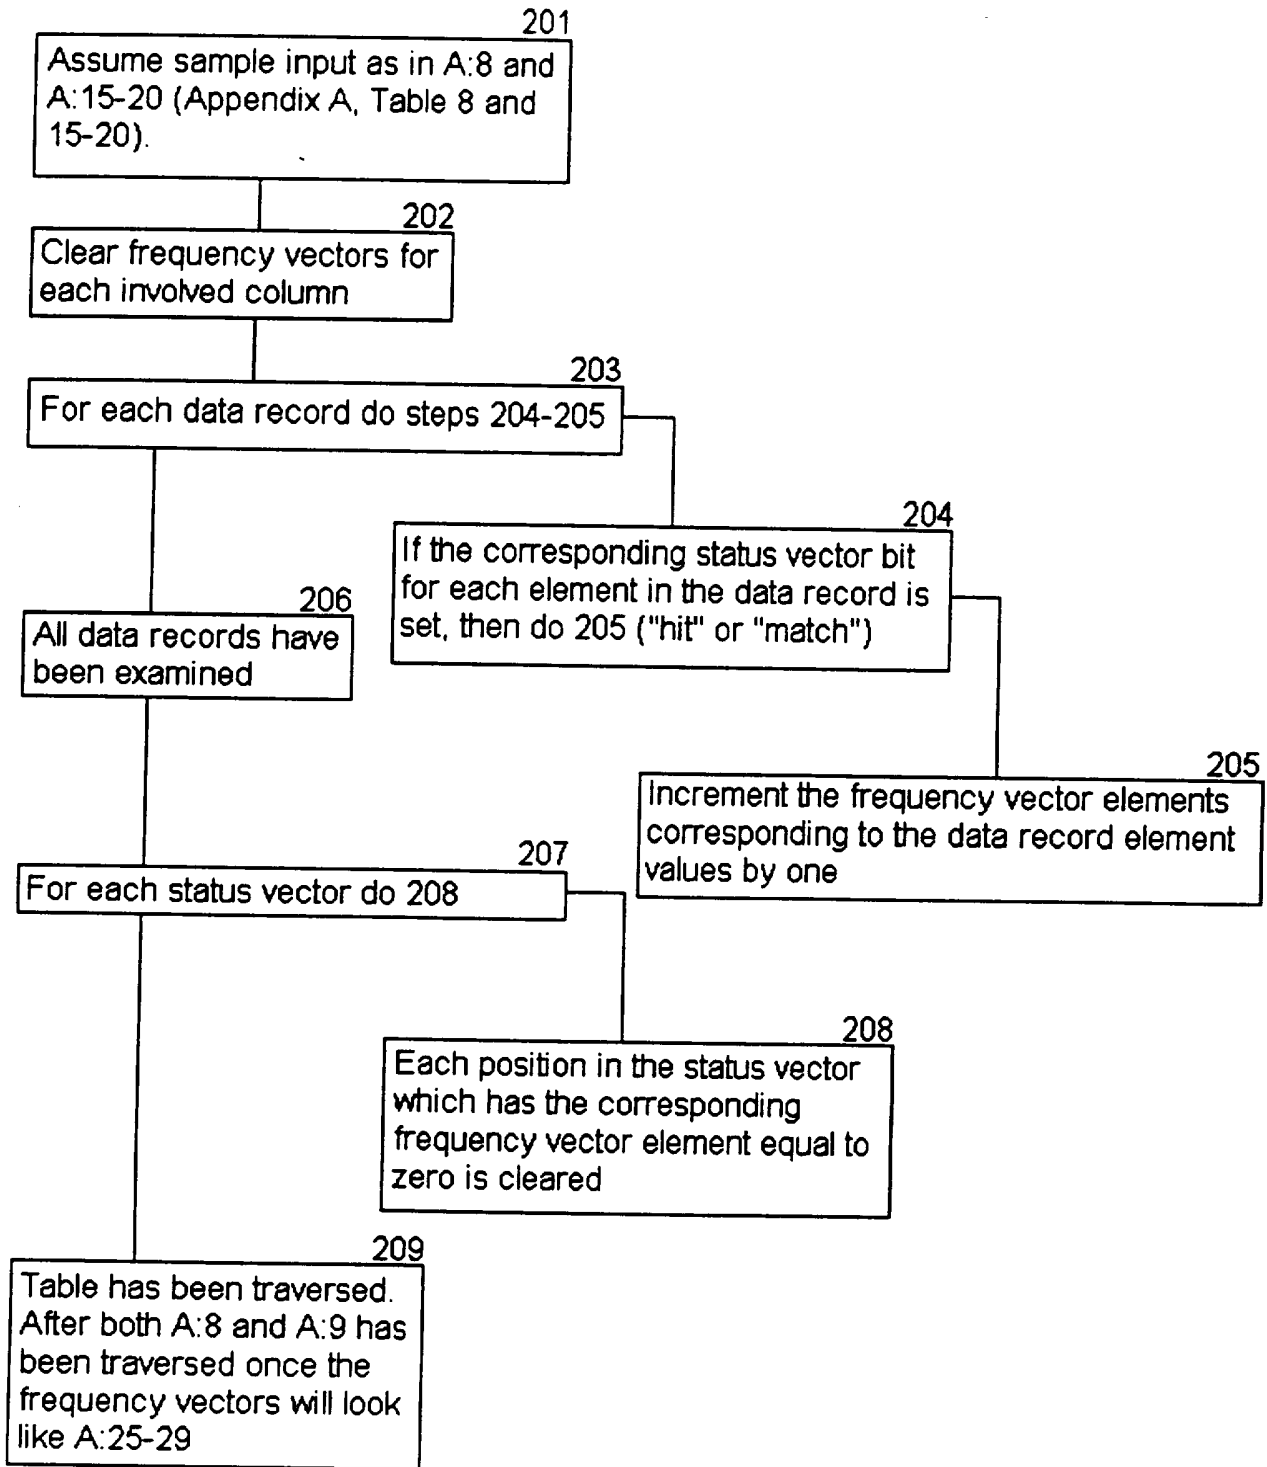 201
Assume sample input as in A:8 and
A:15-20 (Appendix A, Table 8 and
15-20).
202
Clear frequency vectors for
each involved column
203
For each data record do steps 204-205
204
If the corresponding status vector bit
for each element in the data record is
set, then do 205 ("hit" or "match")
206
All data records have
been examined
205
Increment the frequency vector elements
corresponding to the data record element
values by one
207
For each status vector do 208
208
Each position in the status vector
which has the corresponding
frequency vector element equal to
zero is cleared
209
Table has been traversed.
After both A:8 and A:9 has
been traversed once the
frequency vectors will look
like A:25-29